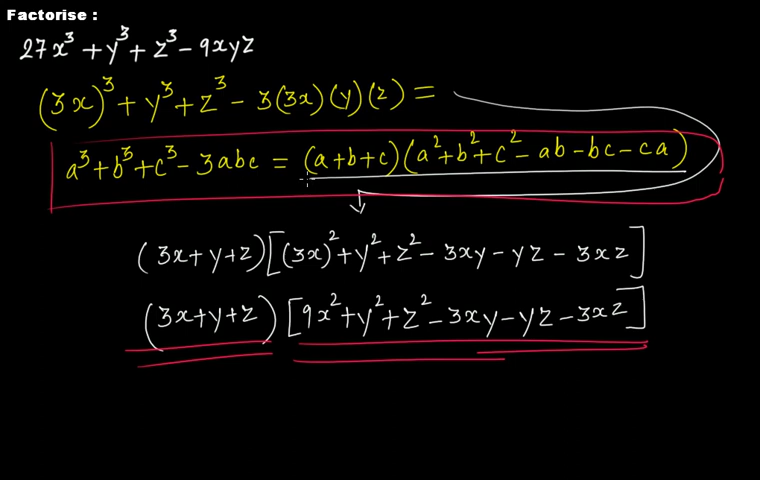 Factorise :
27x³ + y³ + z³ - 9xyz
(3x)³ + y³ + z³ - 3(3x)(y)(z) =
a³ + b³ + c³ - 3abc = (a+b+c)(a²+b²+c² - ab - bc - ca)
(3x+y+z)[(3x)² + y² + z² - 3xy - yz - 3xz]
(3x+y+z)[9x² + y² + z² - 3xy - yz - 3xz]